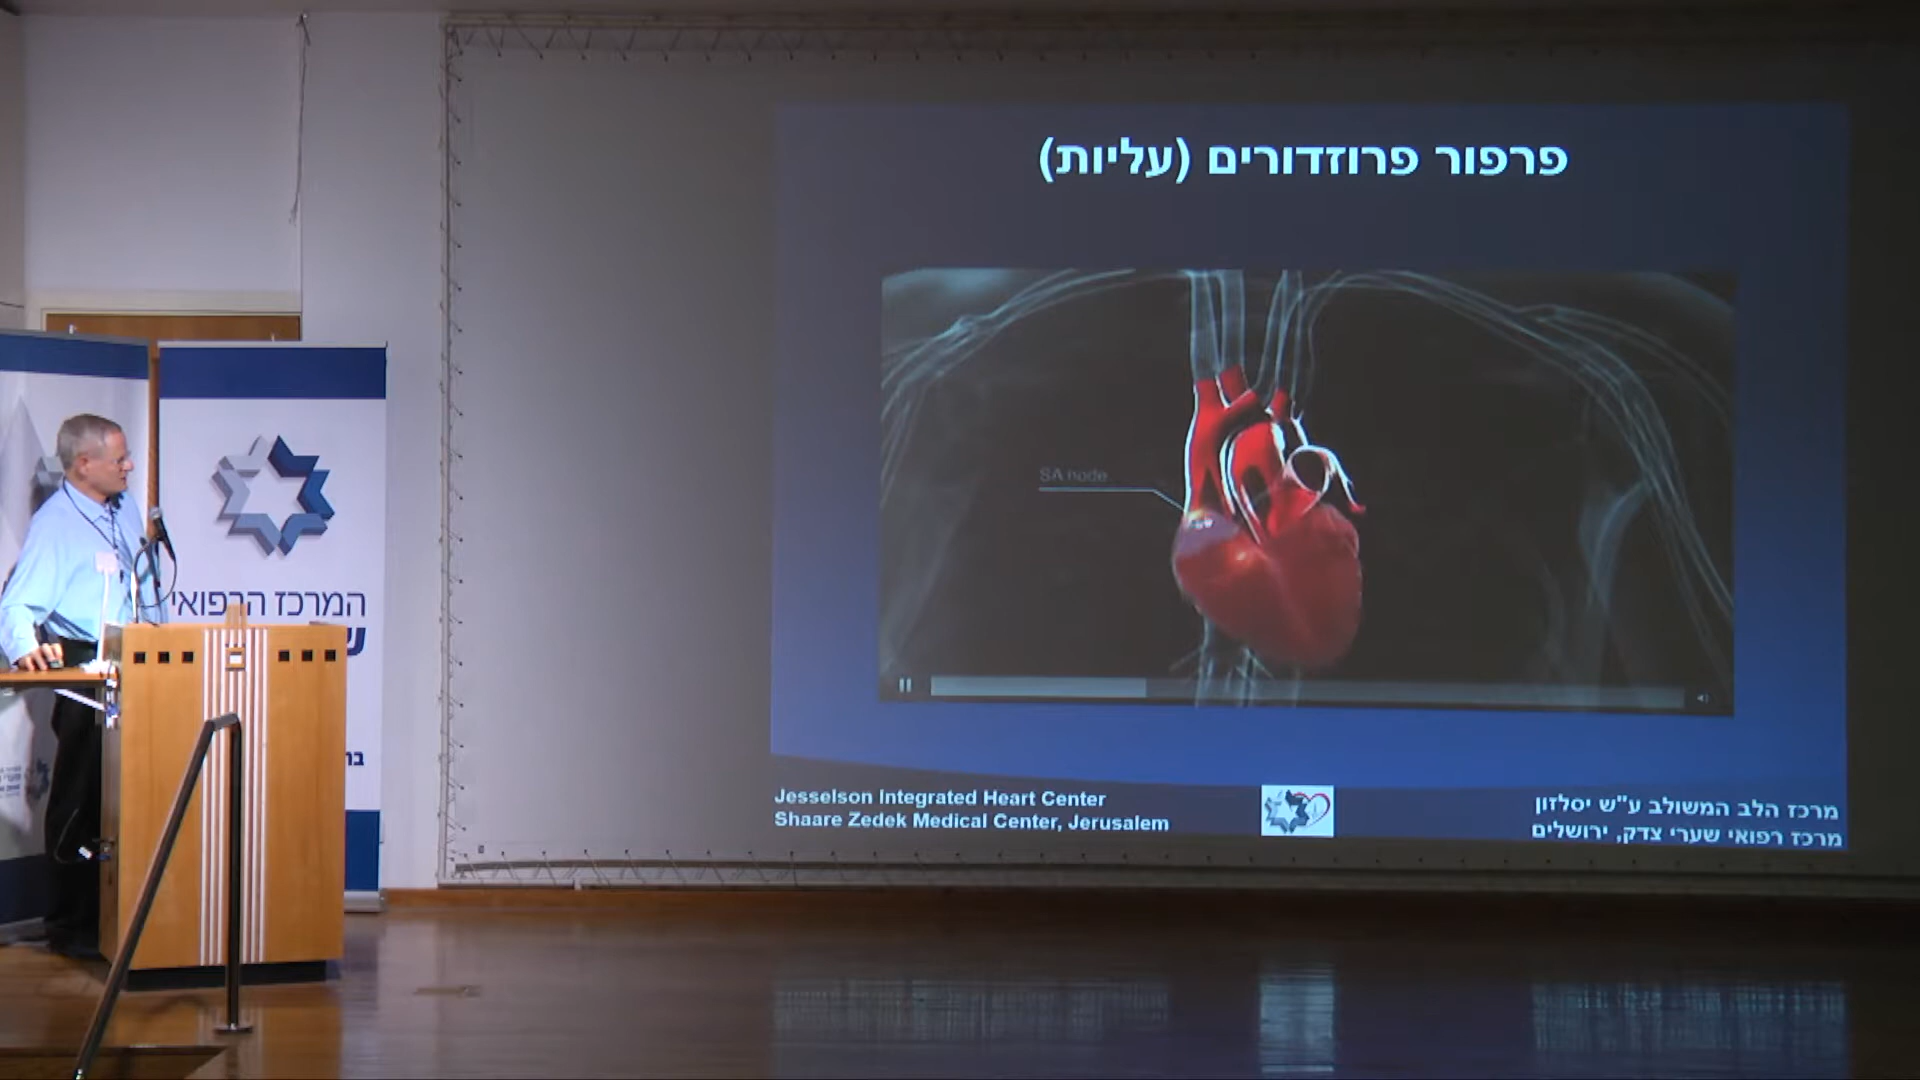 פרפור פרוזדורים (עליות)
SA node
Jesselson Integrated Heart Center
Shaare Zedek Medical Center, Jerusalem
מרכז הלב המשולב ע"ש יסלזון
מרכז רפואי שערי צדק, ירושלים
המרכז הרפואי
ש
בי